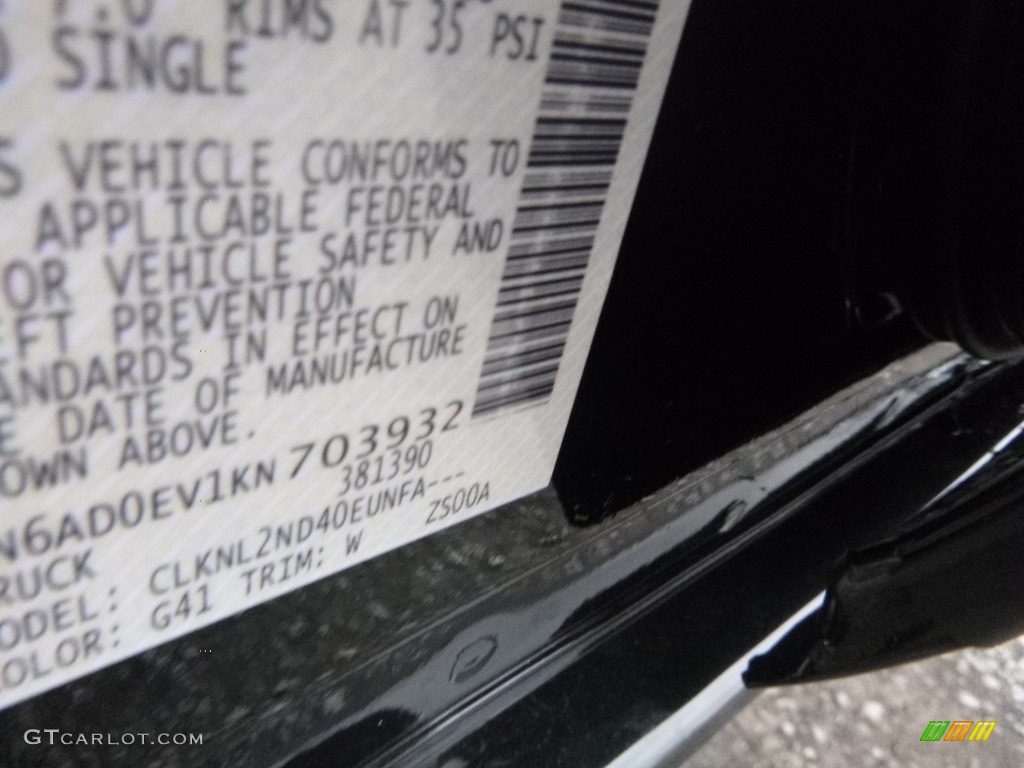 RIMS AT 35 PSI
SINGLE
VEHICLE CONFORMS TO
APPLICABLE FEDERAL
OR VEHICLE SAFETY AND
EFT PREVENTION
ANDARDS IN EFFECT ON
E DATE OF MANUFACTURE
OWN ABOVE.
N6AD0EV1KN703932
RUCK 381390
ODEL: CLKNL2ND40EUNFA---
OLOR: G41 TRIM: W ZS00A
GTCARLOT.COM